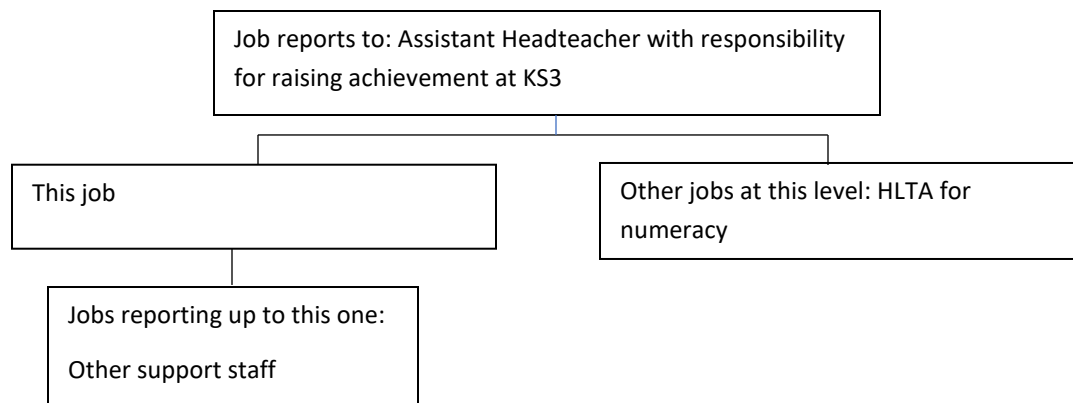 Job reports to: Assistant Headteacher with responsibility
for raising achievement at KS3
This job
Other jobs at this level: HLTA for
numeracy
Jobs reporting up to this one:
Other support staff